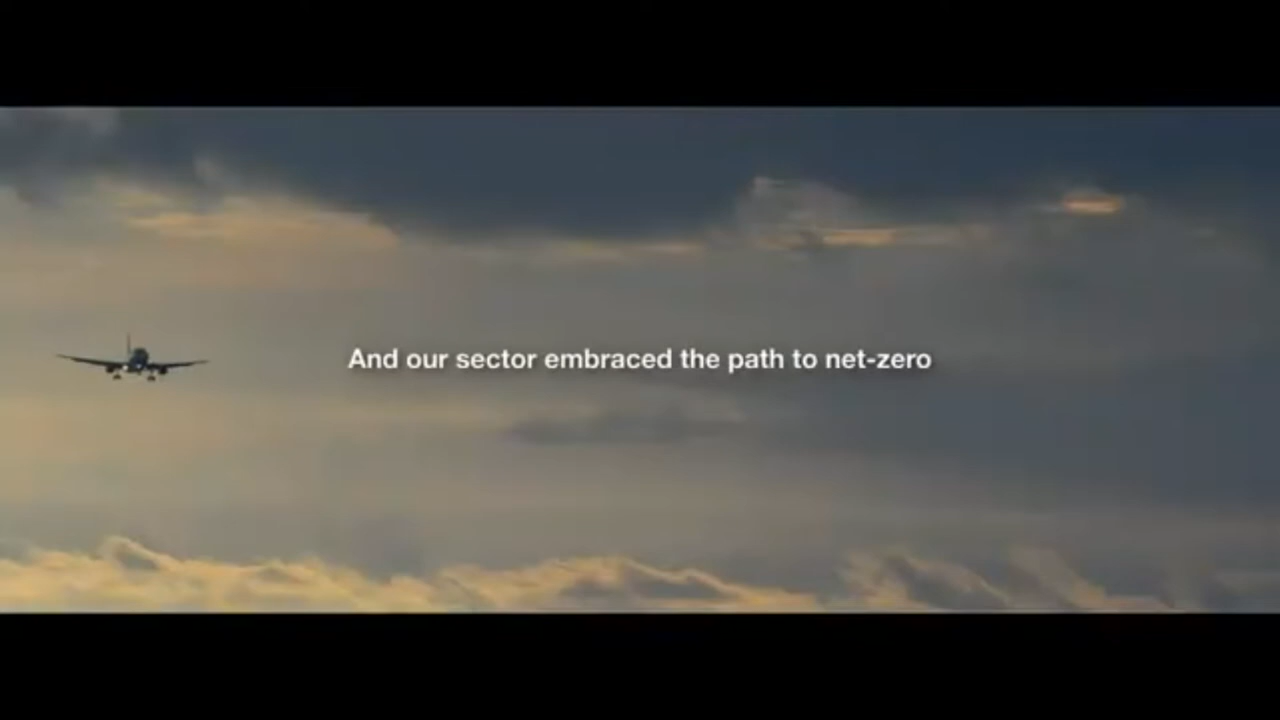 And our sector embraced the path to net-zero